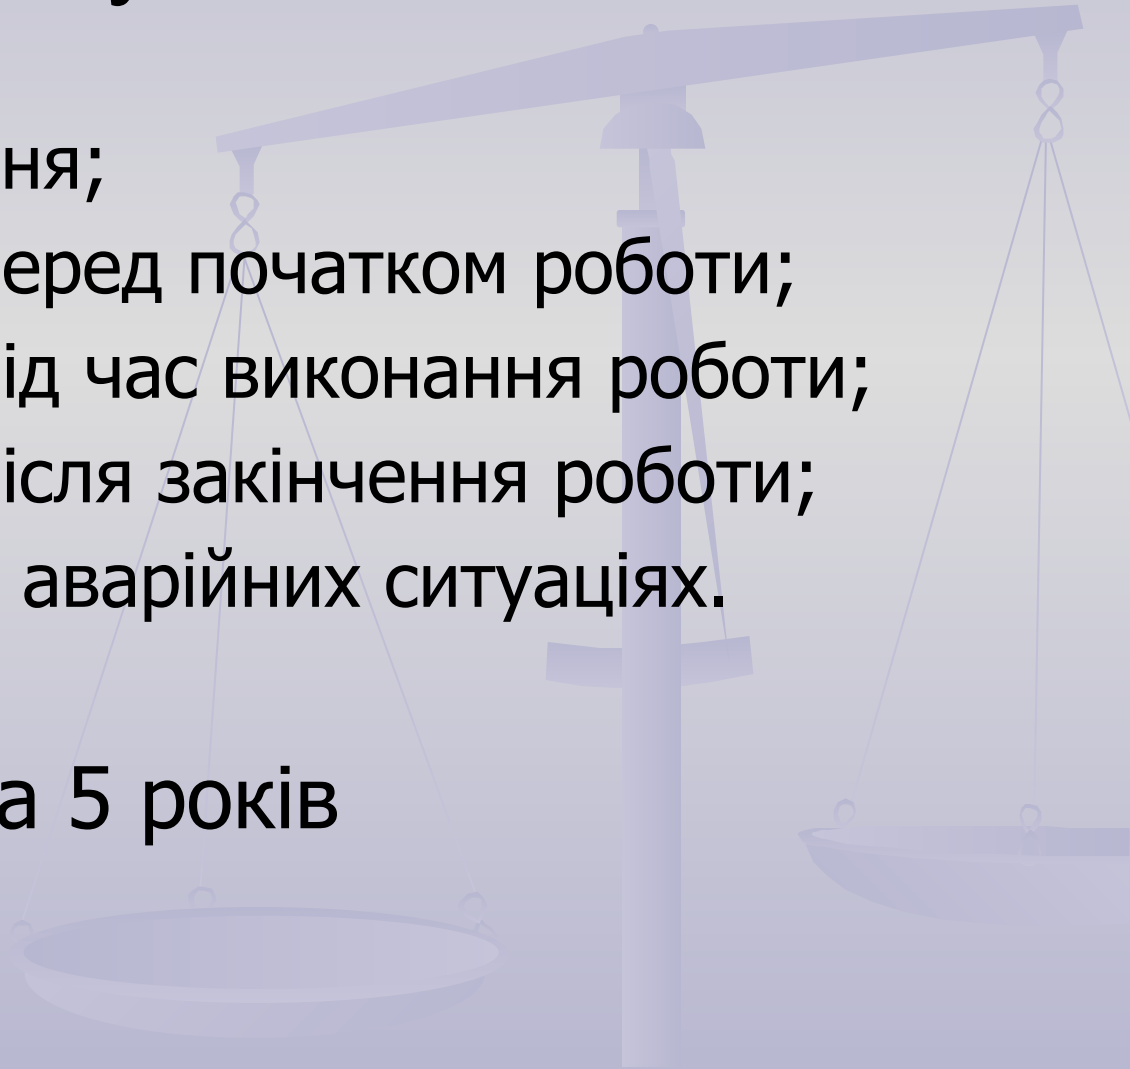 ня;
еред початком роботи;
ід час виконання роботи;
ісля закінчення роботи;
аварійних ситуаціях.
а 5 років